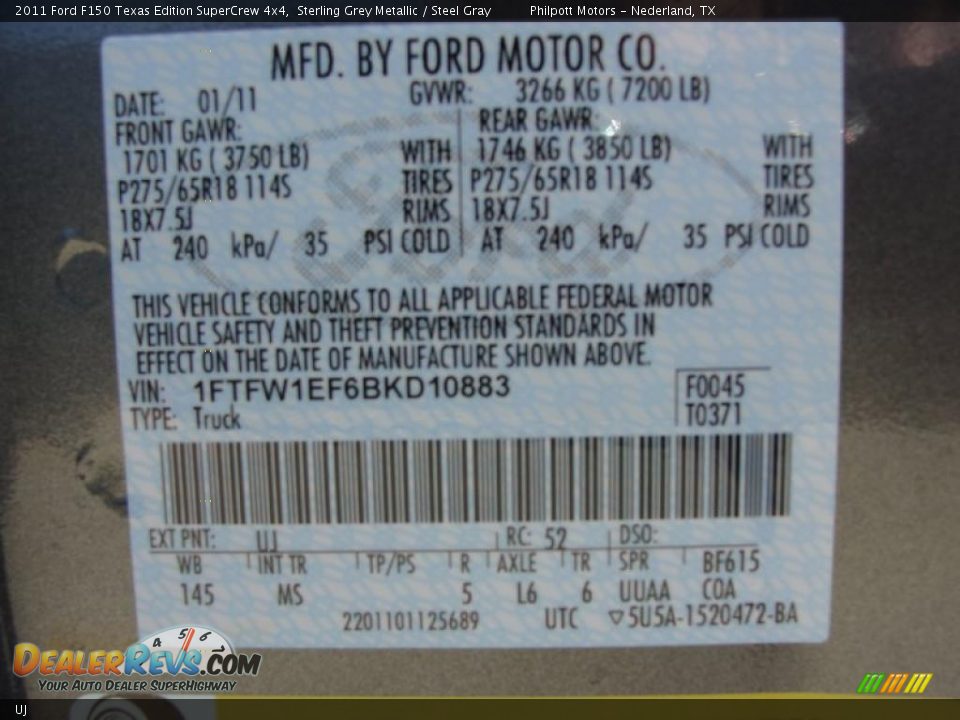 2011 Ford F150 Texas Edition SuperCrew 4x4, Sterling Grey Metallic / Steel Gray Philpott Motors - Nederland, TX
MFD. BY FORD MOTOR CO.
DATE: 01/11 GVWR: 3266 KG ( 7200 LB)
FRONT GAWR: REAR GAWR:
1701 KG ( 3750 LB) WITH 1746 KG ( 3850 LB) WITH
P275/65R18 114S TIRES P275/65R18 114S TIRES
18X7.5J RIMS 18X7.5J RIMS
AT 240 kPa/ 35 PSI COLD AT 240 kPa/ 35 PSI COLD
THIS VEHICLE CONFORMS TO ALL APPLICABLE FEDERAL MOTOR
VEHICLE SAFETY AND THEFT PREVENTION STANDARDS IN
EFFECT ON THE DATE OF MANUFACTURE SHOWN ABOVE.
VIN: 1FTFW1EF6BKD10883 F0045
TYPE: Truck T0371
EXT PNT: UJ RC: 52 DSO:
WB INT TR TP/PS R AXLE TR SPR BF615
145 MS 5 L6 6 UUAA COA
2201101125689 UTC ▽5U5A-1520472-BA
4 5 6
DEALERREVS.COM
YOUR AUTO DEALER SUPERHIGHWAY
UJ